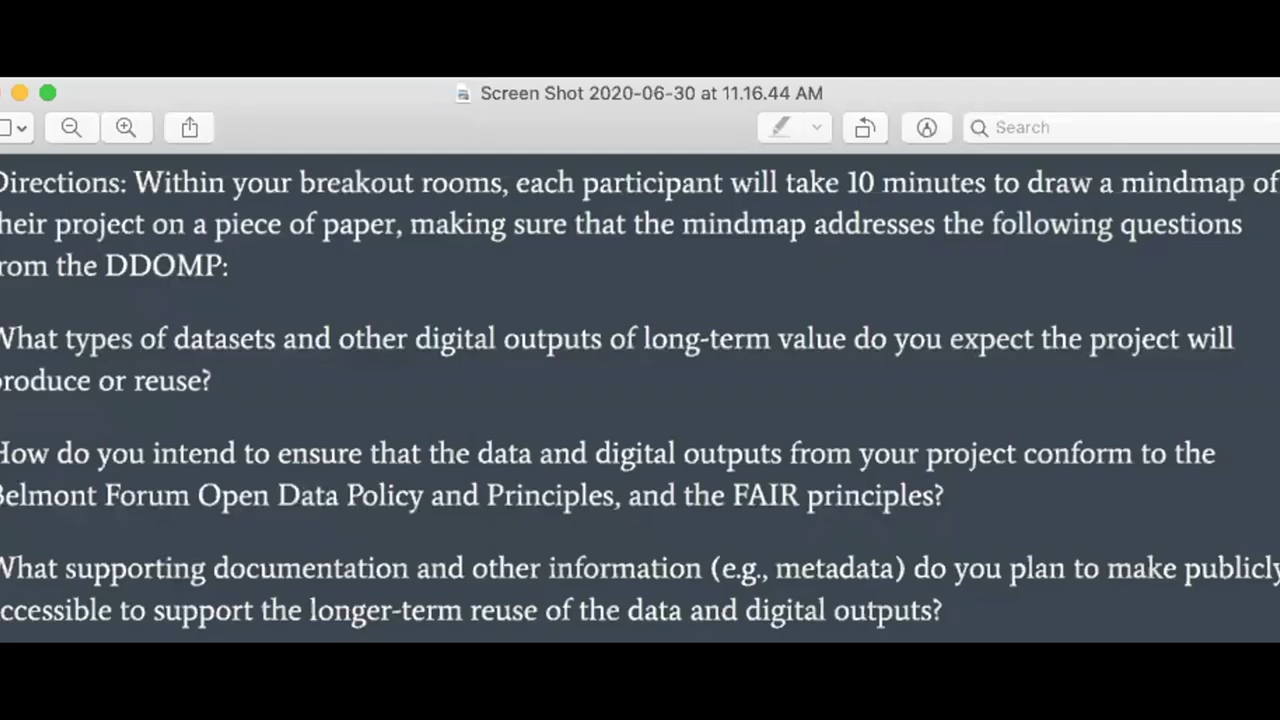 Screen Shot 2020-06-30 at 11.16.44 AM
Search
Directions: Within your breakout rooms, each participant will take 10 minutes to draw a mindmap of
their project on a piece of paper, making sure that the mindmap addresses the following questions
from the DDOMP:
What types of datasets and other digital outputs of long-term value do you expect the project will
produce or reuse?
How do you intend to ensure that the data and digital outputs from your project conform to the
Belmont Forum Open Data Policy and Principles, and the FAIR principles?
What supporting documentation and other information (e.g., metadata) do you plan to make publicly
accessible to support the longer-term reuse of the data and digital outputs?